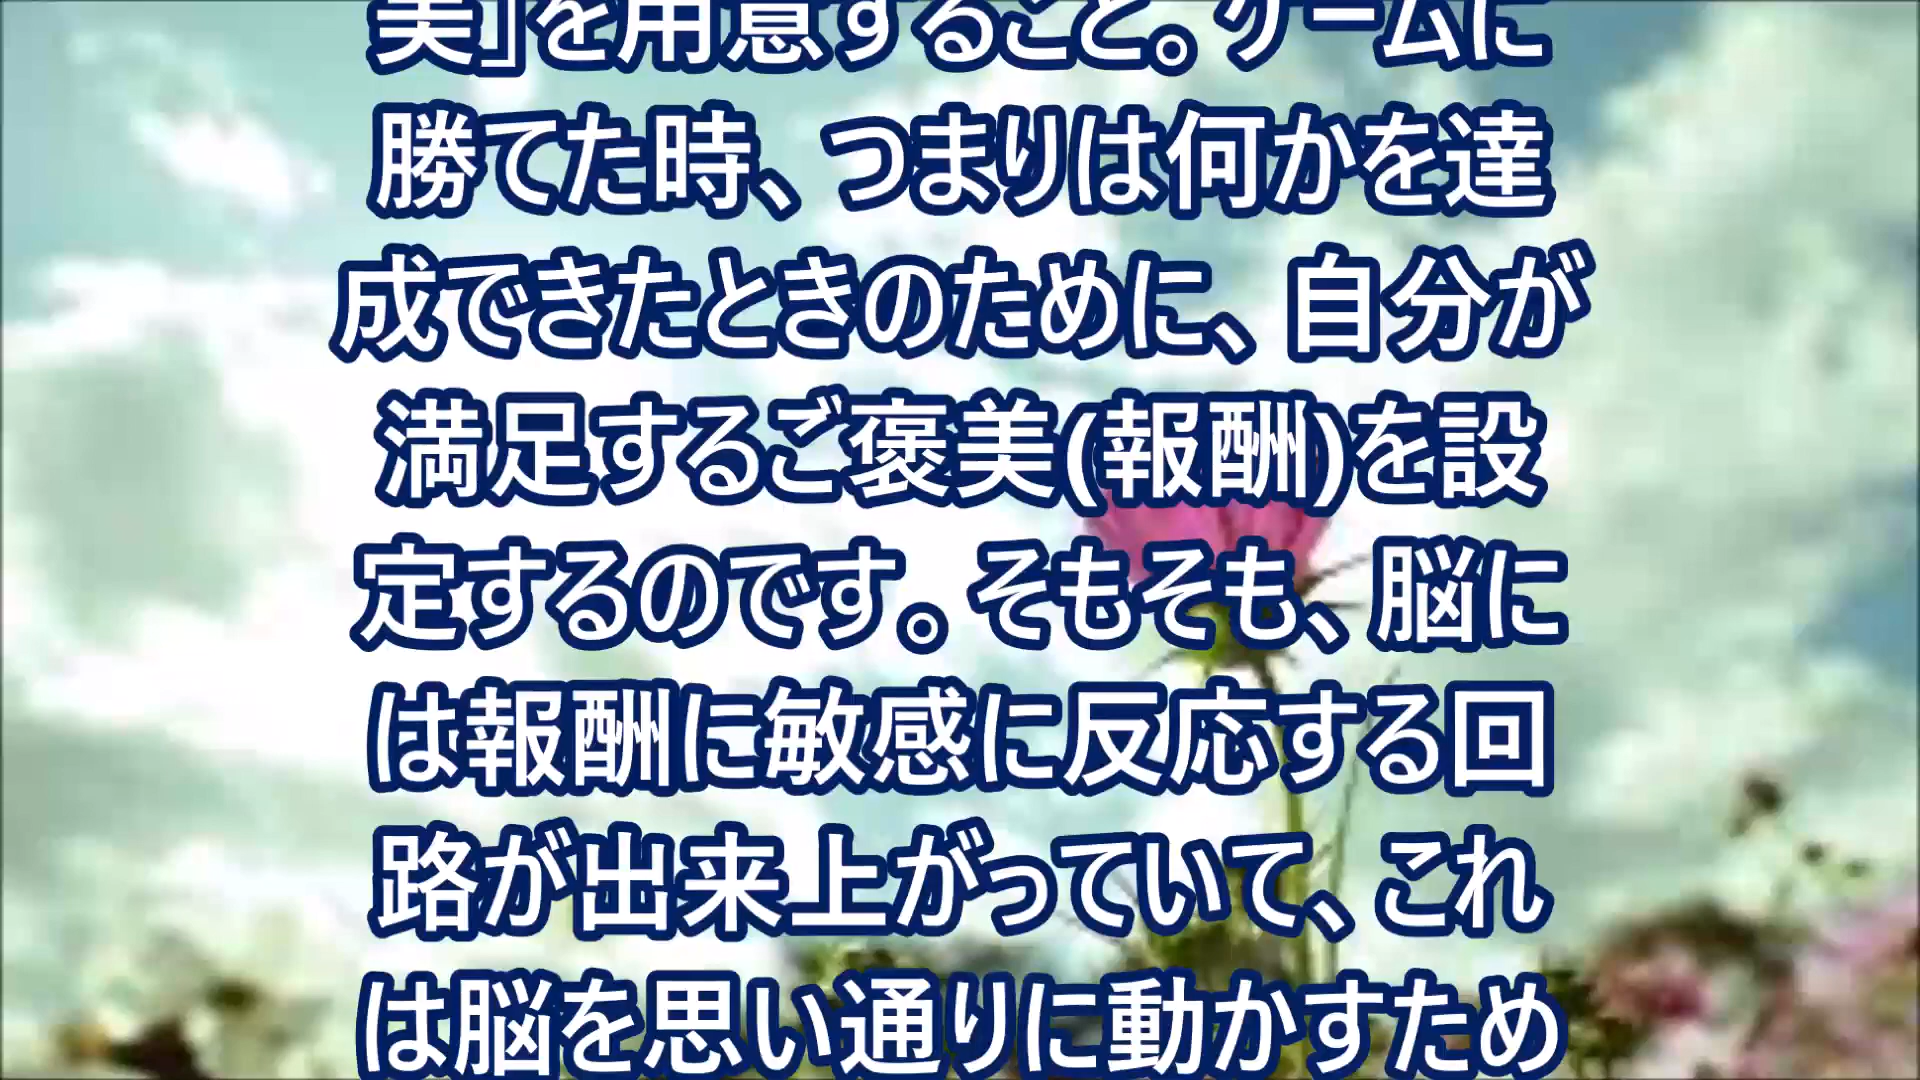 美」を用意すること。ゲームに
勝てた時、つまりは何かを達
成できたときのために、自分が
満足するご褒美(報酬)を設
定するのです。そもそも、脳に
は報酬に敏感に反応する回
路が出来上がっていて、これ
は脳を思い通りに動かすため